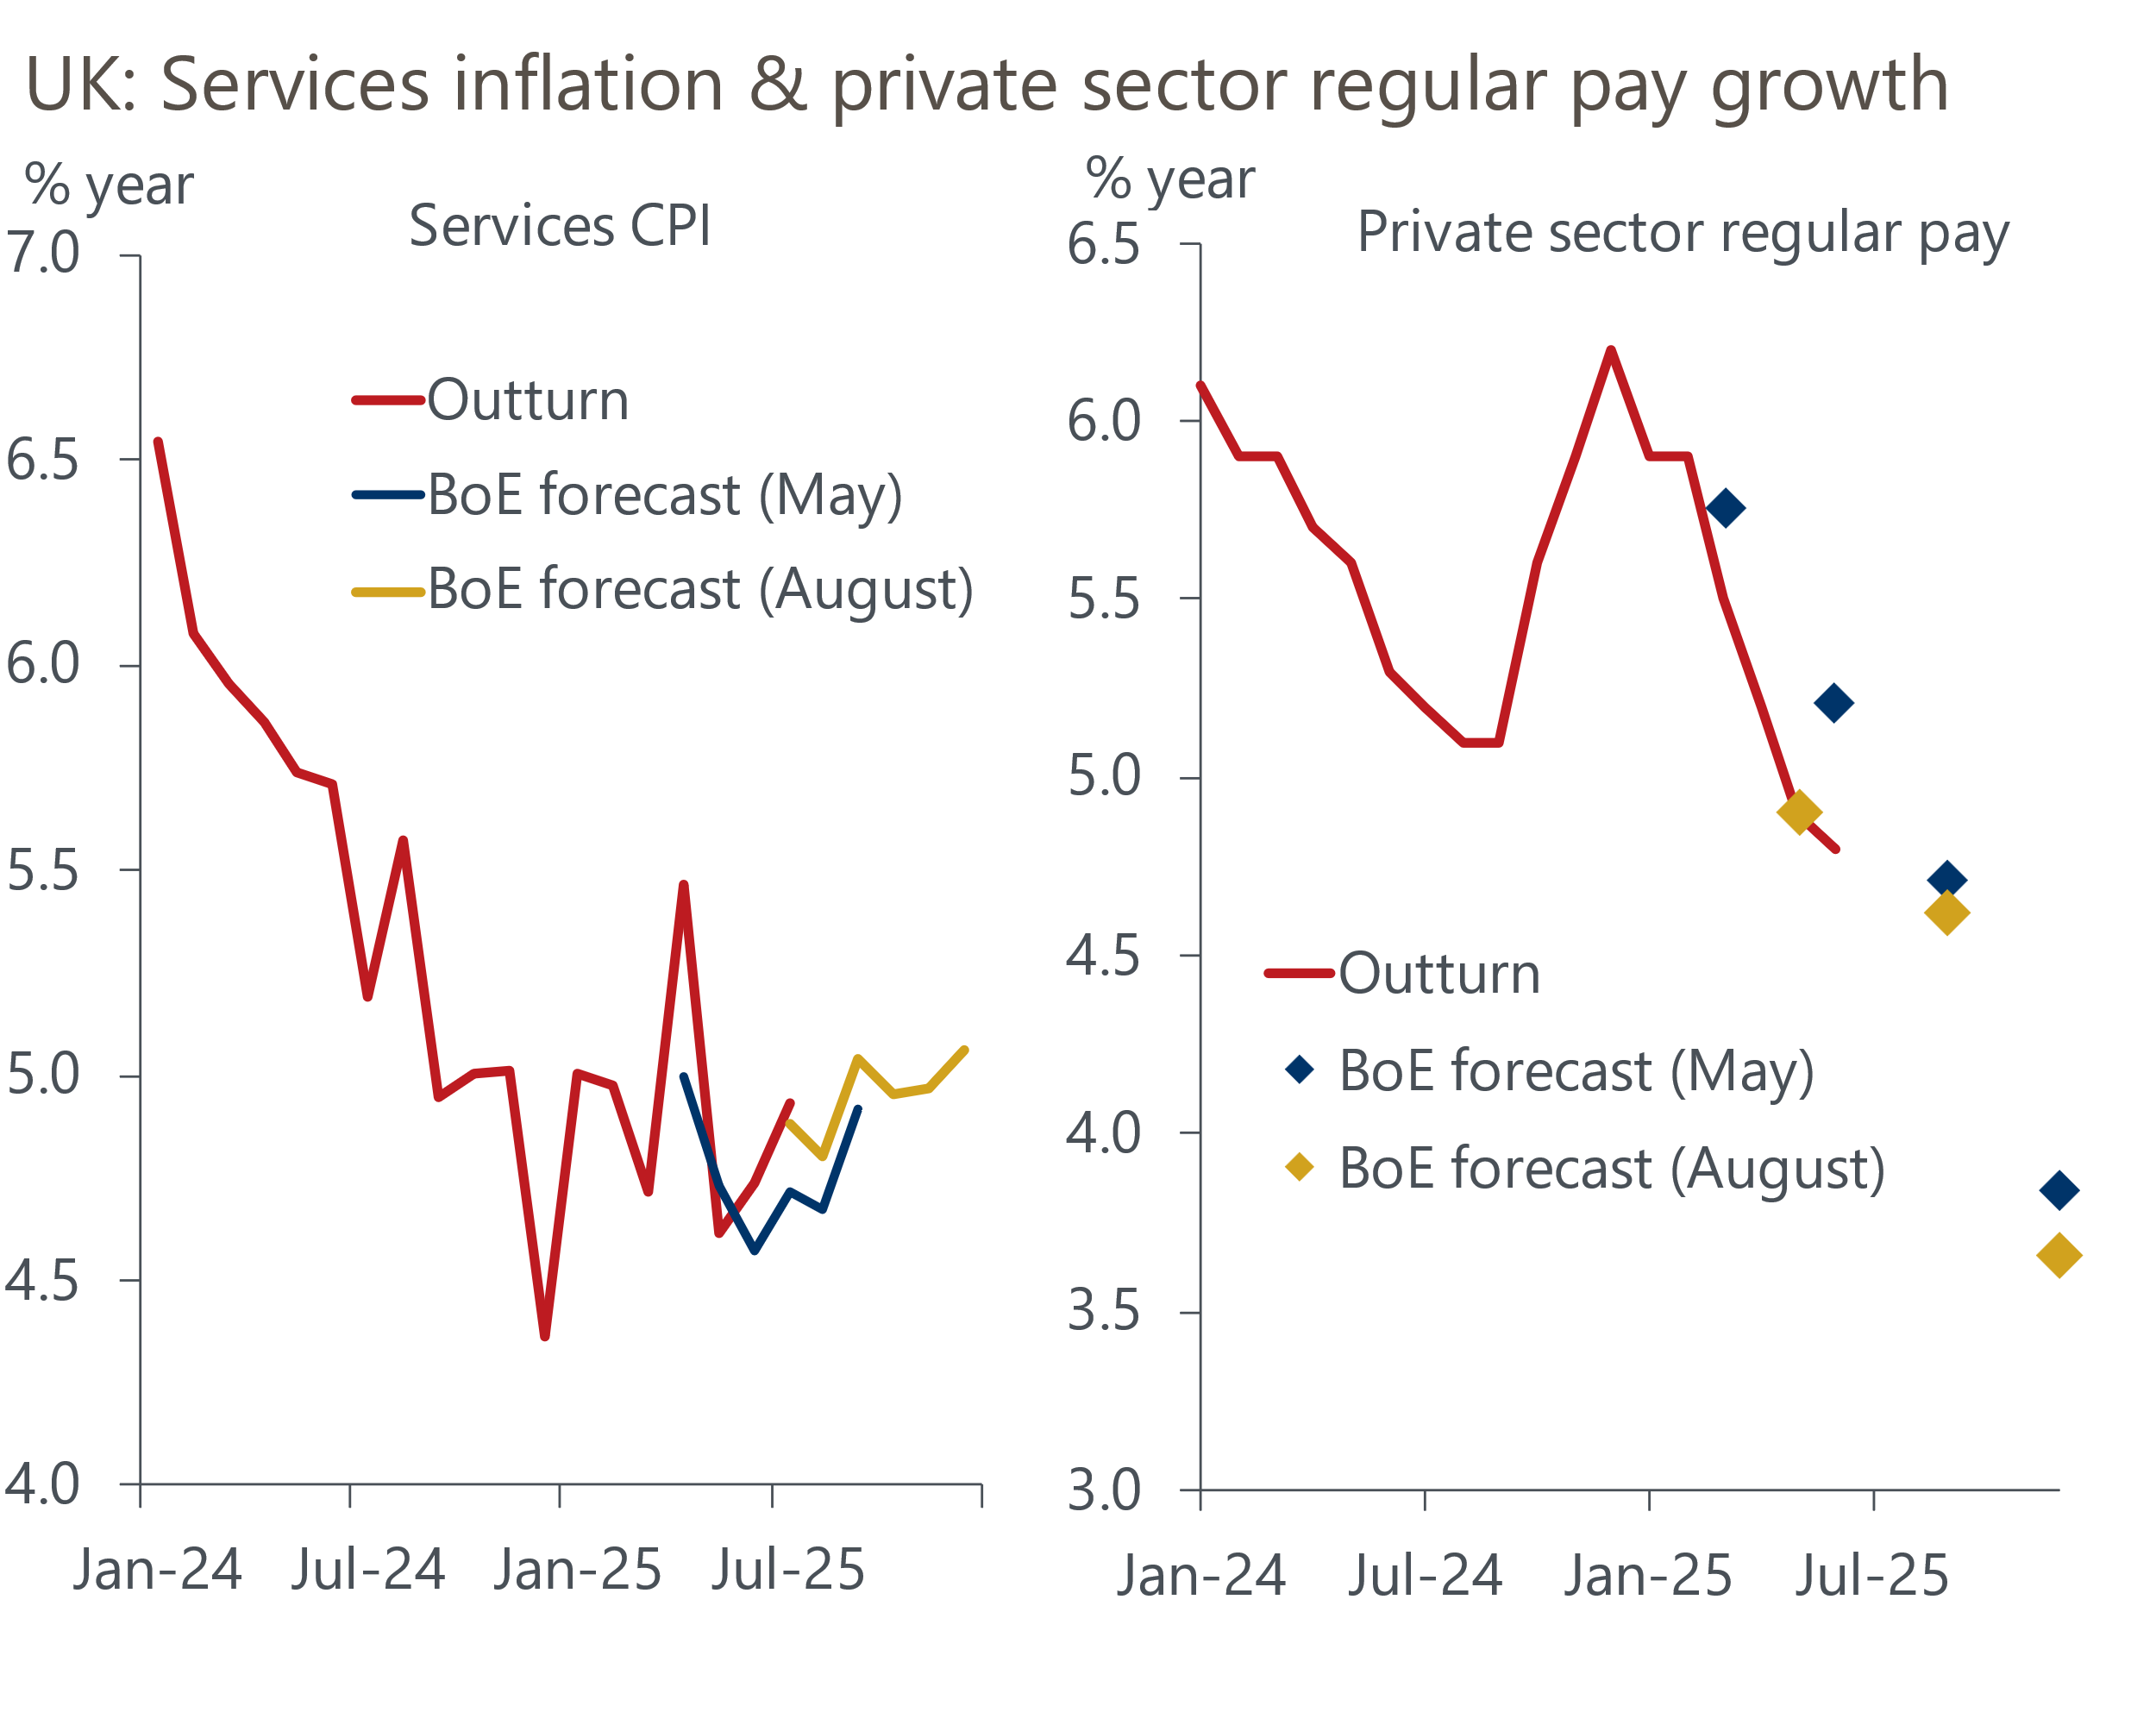 UK: Services inflation & private sector regular pay growth
% year
Services CPI
7.0
6.5
6.0
5.5
5.0
4.5
4.0
Outturn
BoE forecast (May)
BoE forecast (August)
Jan-24
Jul-24
Jan-25
Jul-25
% year
Private sector regular pay
6.5
6.0
5.5
5.0
4.5
4.0
3.5
3.0
Outturn
BoE forecast (May)
BoE forecast (August)
Jan-24
Jul-24
Jan-25
Jul-25